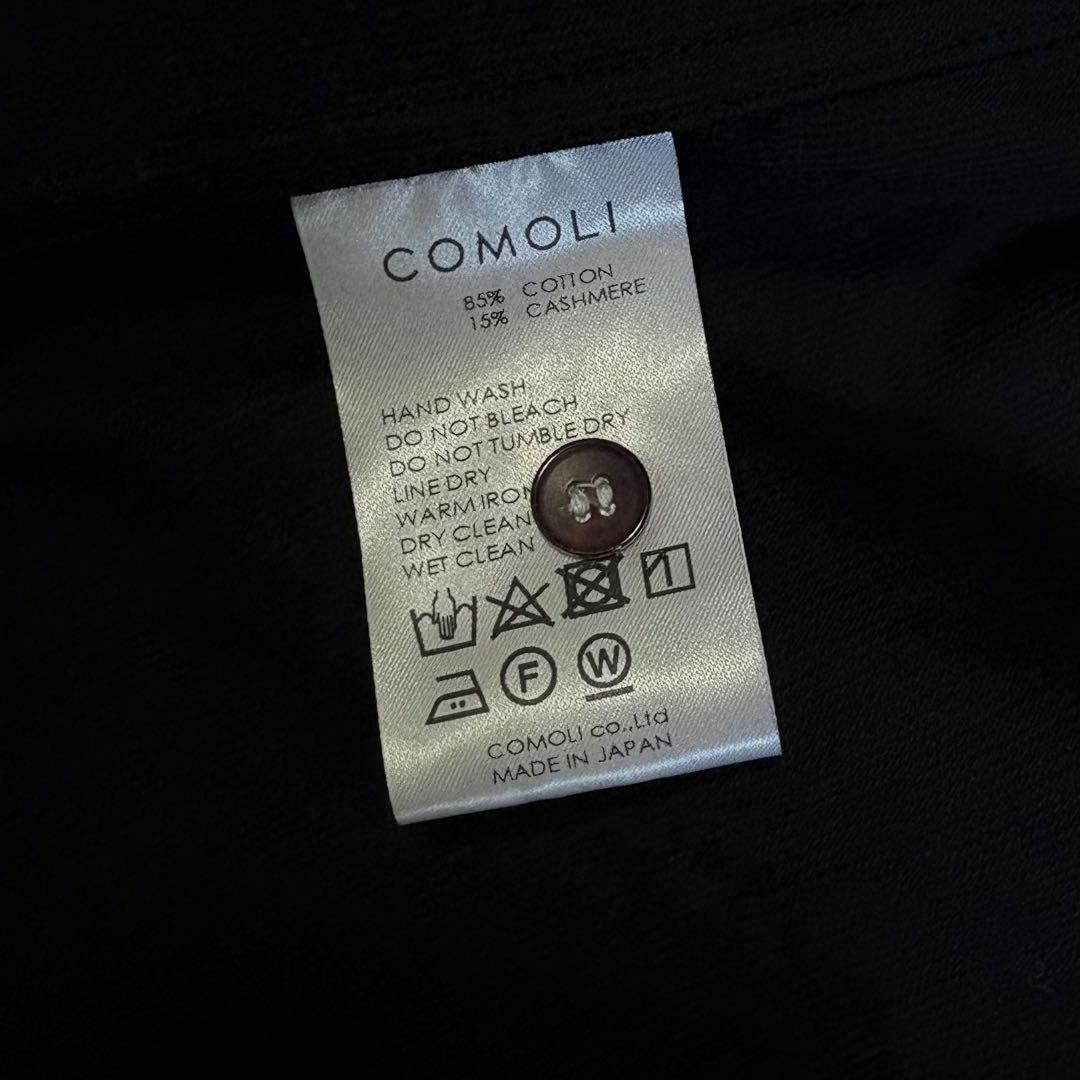 COMOLI
85% COTTON
15% CASHMERE
HAND WASH
DO NOT BLEACH
DO NOT TUMBLE DRY
LINE DRY
WARM IRON
DRY CLEAN
WET CLEAN
F W
COMOLI co.,Ltd
MADE IN JAPAN